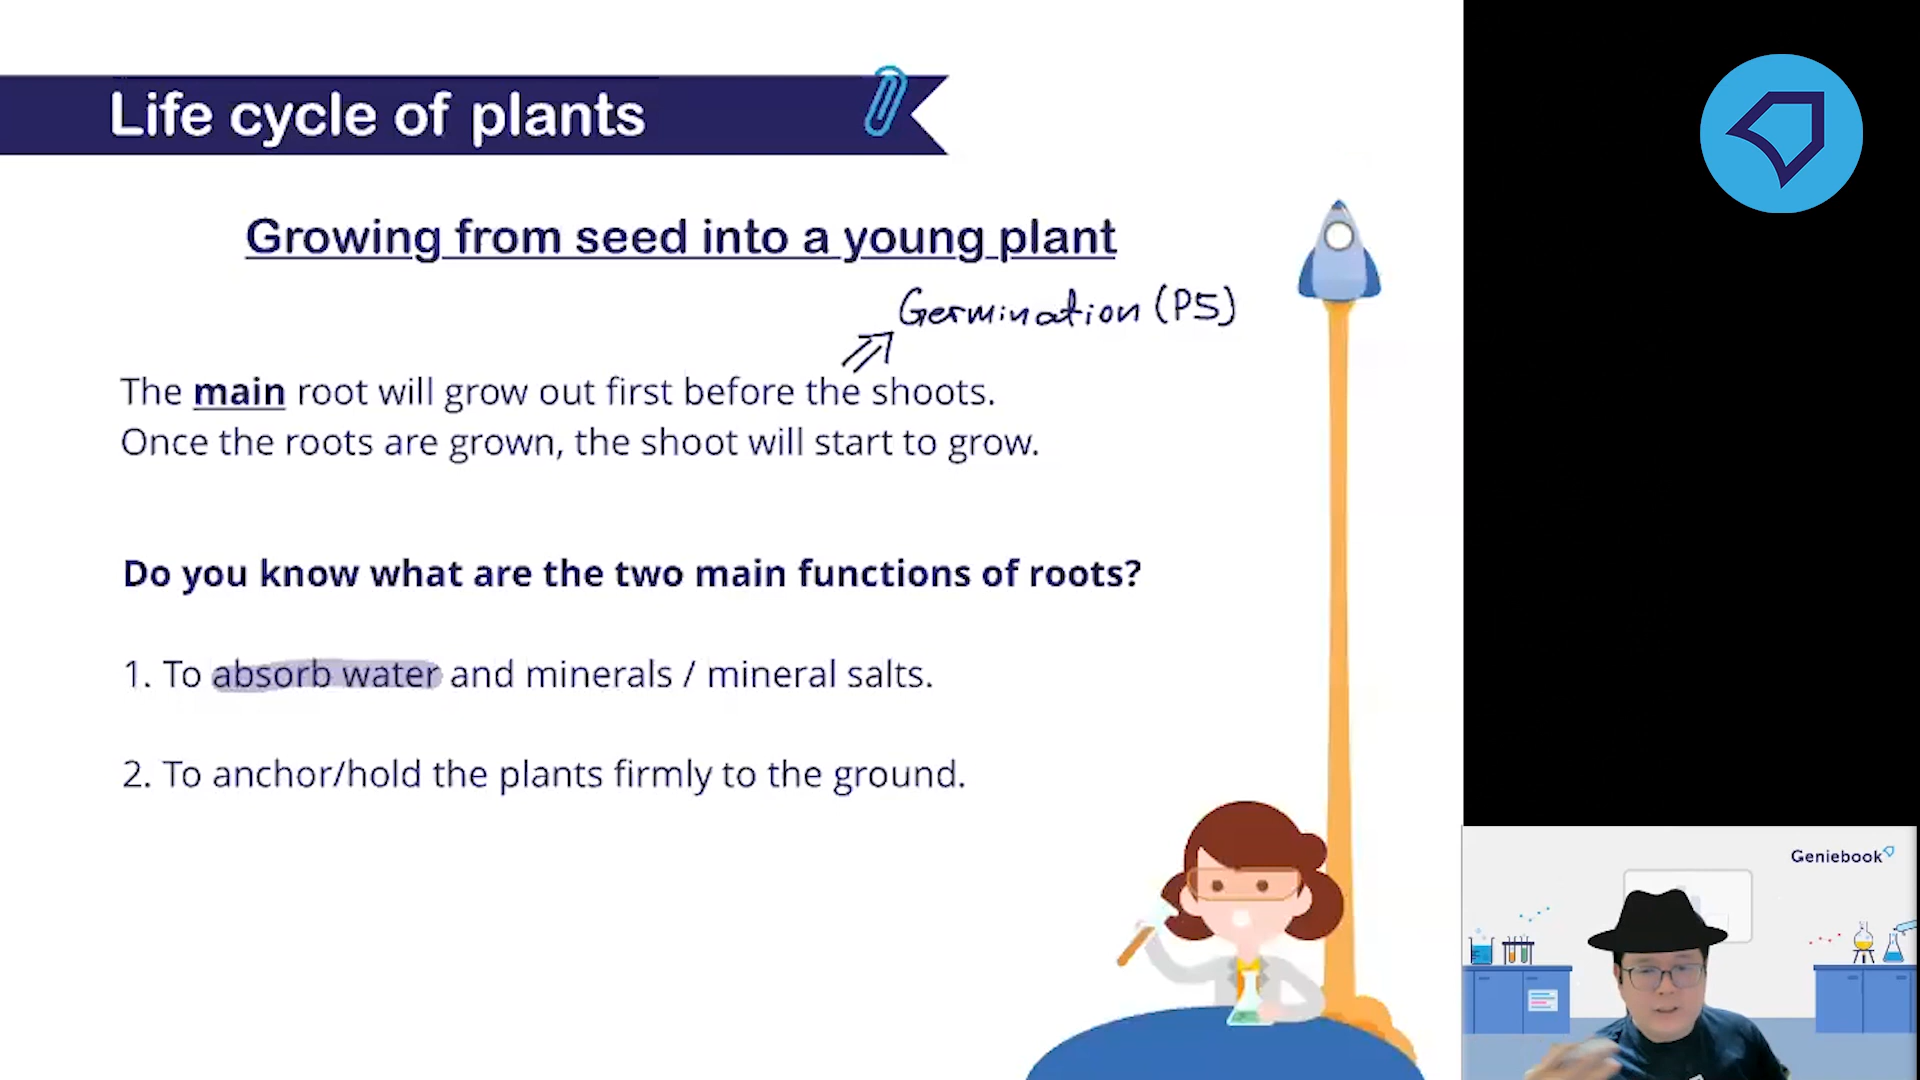 Life cycle of plants
Growing from seed into a young plant
Germination (P5)
The main root will grow out first before the shoots.
Once the roots are grown, the shoot will start to grow.
Do you know what are the two main functions of roots?
1. To absorb water and minerals / mineral salts.
2. To anchor/hold the plants firmly to the ground.
Geniebook